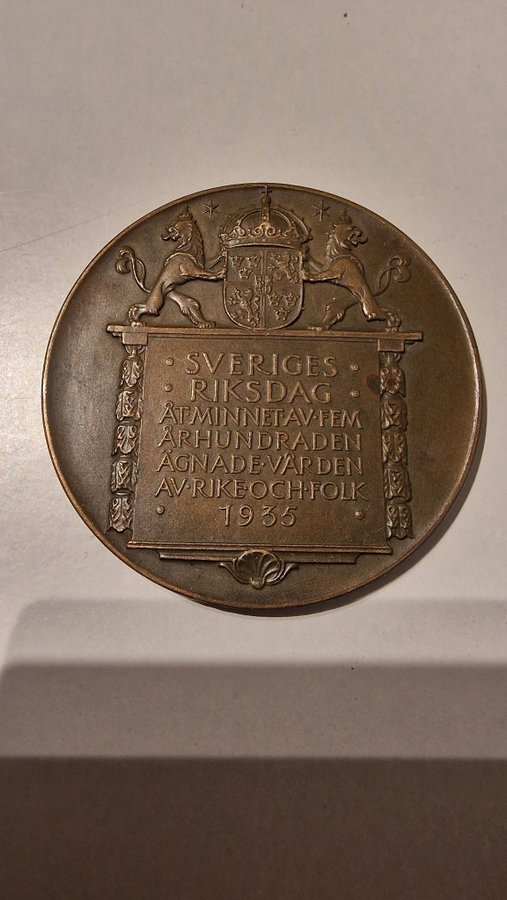 · SVERIGES ·
· RIKSDAG ·
ÅT·MINNET·AV·FEM
ÅRHUNDRADEN
ÄGNADE·VÅRDEN
AV·RIKE·OCH·FOLK
· 1935 ·